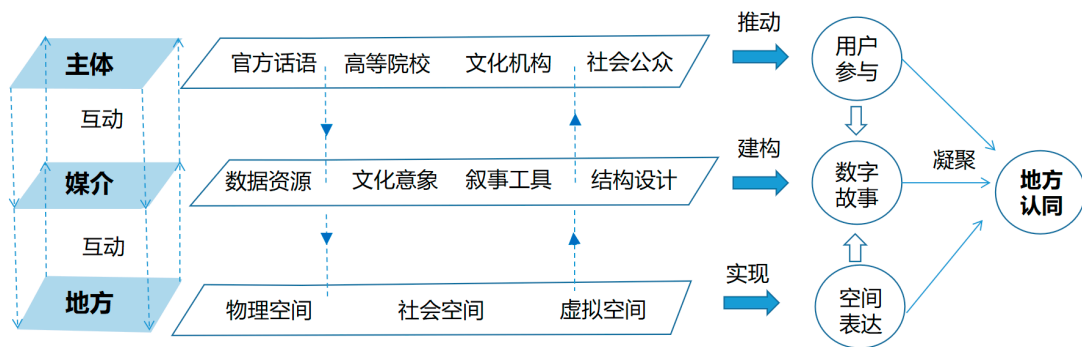 主体
官方话语 高等院校 文化机构 社会公众
推动
用户
参与
互动
媒介
数据资源 文化意象 叙事工具 结构设计
建构
数字
故事
凝聚
地方
认同
互动
地方
物理空间 社会空间 虚拟空间
实现
空间
表达